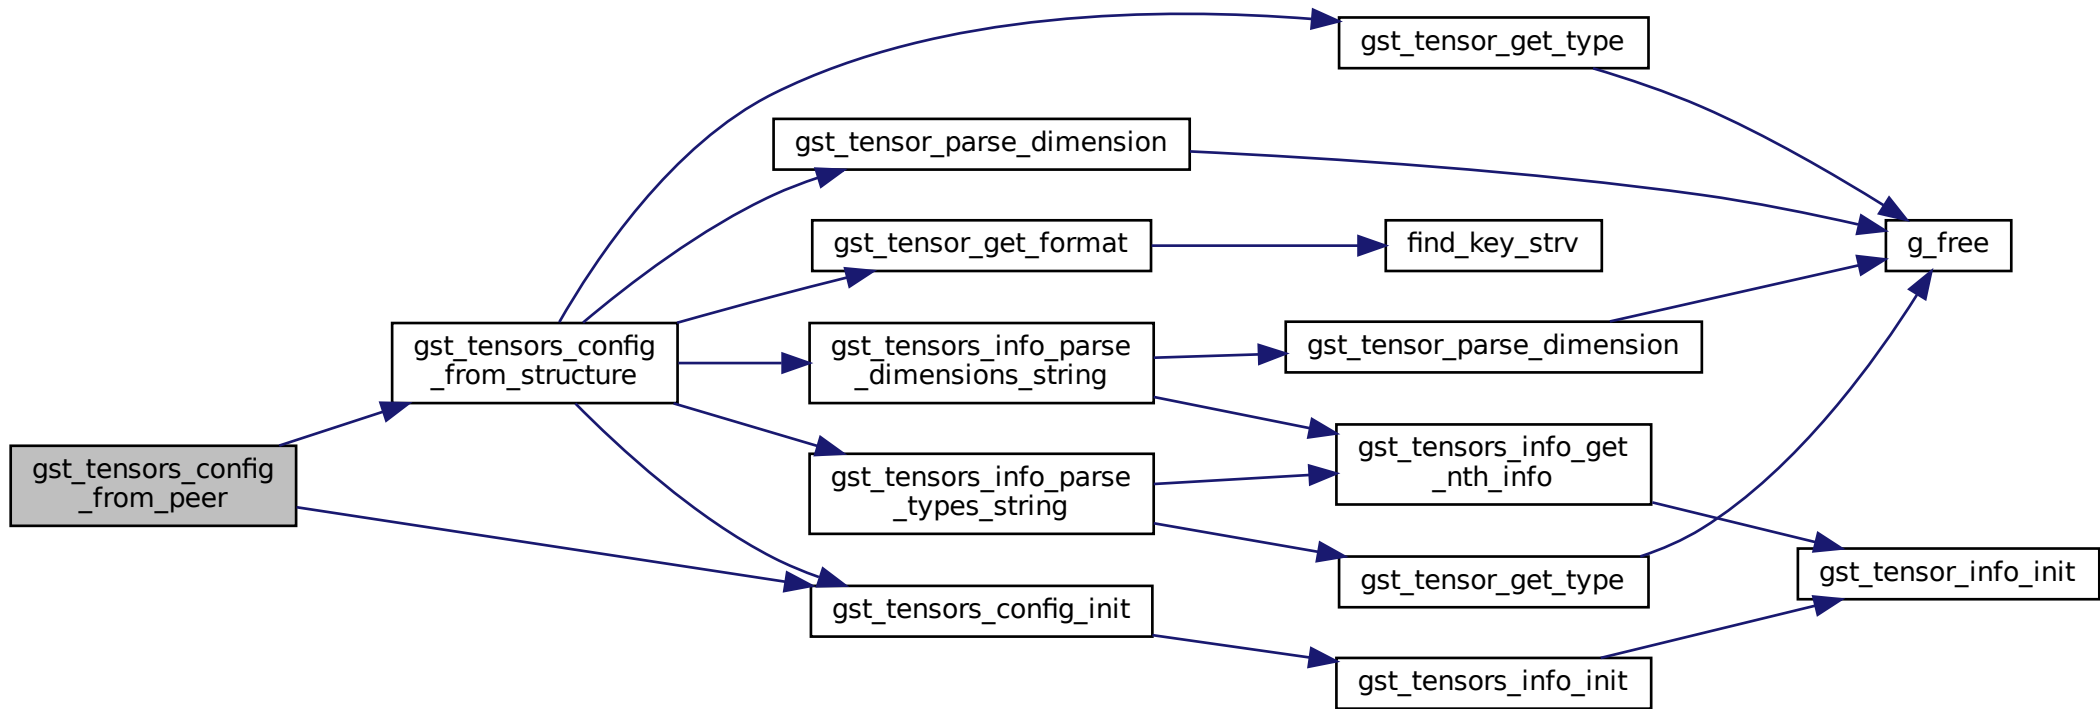 gst_tensor_get_type
gst_tensor_parse_dimension
gst_tensor_get_format
find_key_strv
g_free
gst_tensors_config
_from_structure
gst_tensors_info_parse
_dimensions_string
gst_tensor_parse_dimension
gst_tensors_config
_from_peer
gst_tensors_info_parse
_types_string
gst_tensors_info_get
_nth_info
gst_tensor_get_type
gst_tensor_info_init
gst_tensors_config_init
gst_tensors_info_init